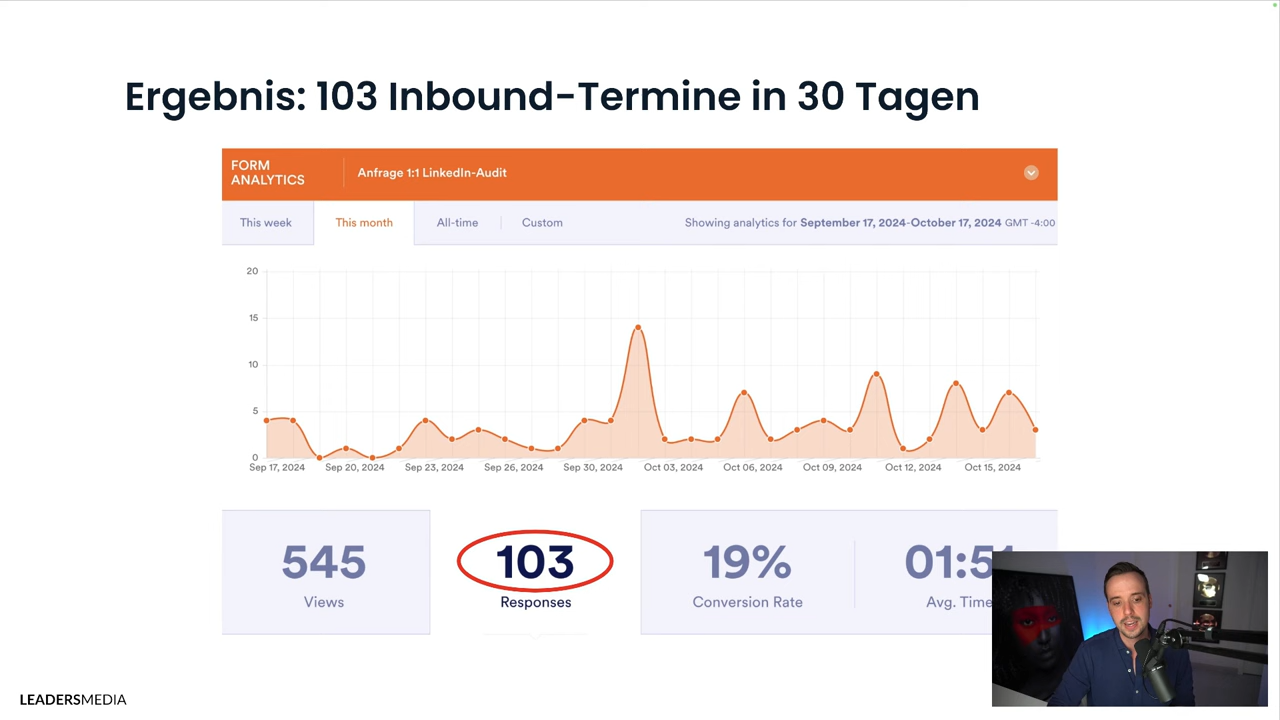 Ergebnis: 103 Inbound-Termine in 30 Tagen
FORM
ANALYTICS
Anfrage 1:1 LinkedIn-Audit
This week
This month
All-time
Custom
Showing analytics for September 17, 2024-October 17, 2024 GMT -4:00
20
15
10
5
0
Sep 17, 2024
Sep 20, 2024
Sep 23, 2024
Sep 26, 2024
Sep 30, 2024
Oct 03, 2024
Oct 06, 2024
Oct 09, 2024
Oct 12, 2024
Oct 15, 2024
545
Views
103
Responses
19%
Conversion Rate
01:5
Avg. Time
LEADERSMEDIA